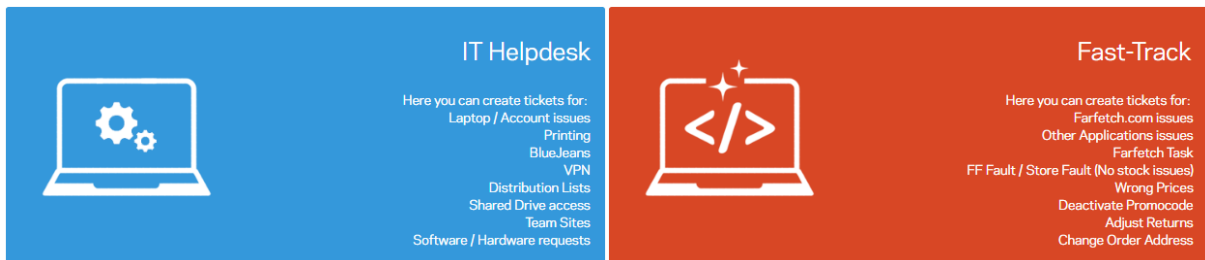 IT Helpdesk
Here you can create tickets for:
Laptop / Account issues
Printing
BlueJeans
VPN
Distribution Lists
Shared Drive access
Team Sites
Software / Hardware requests
</>
Fast-Track
Here you can create tickets for:
Farfetch.com issues
Other Applications issues
Farfetch Task
FF Fault / Store Fault (No stock issues)
Wrong Prices
Deactivate Promocode
Adjust Returns
Change Order Address